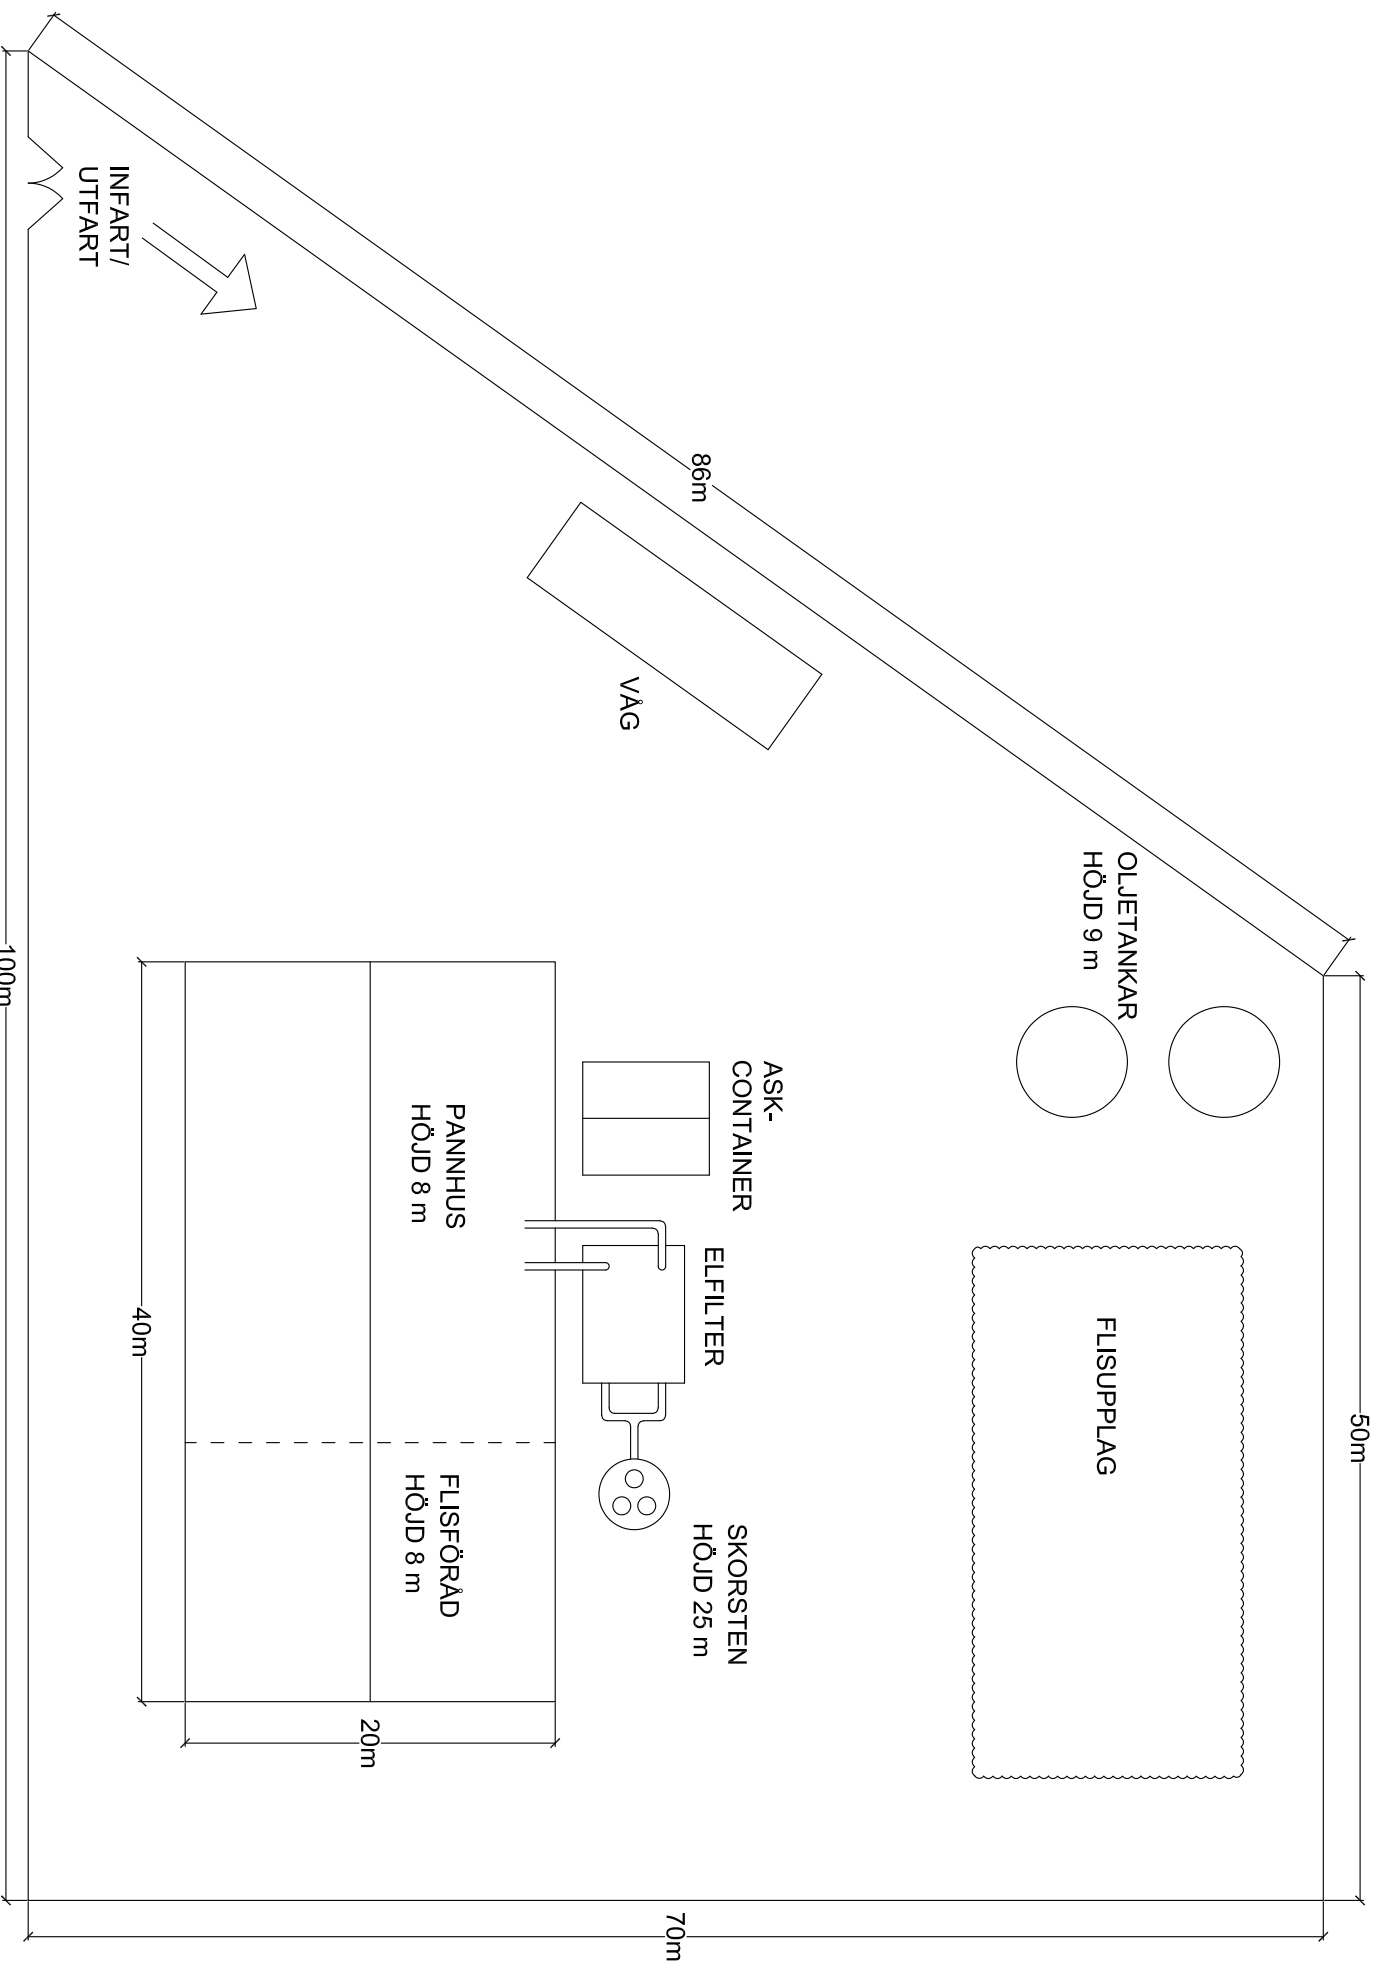 86m
50m
OLJETANKAR
HÖJD 9 m
FLISUPPLAG
VÅG
ASK-
CONTAINER
ELFILTER
SKORSTEN
HÖJD 25 m
70m
PANNHUS
HÖJD 8 m
FLISFÖRÅD
HÖJD 8 m
20m
40m
INFART/
UTFART
100m